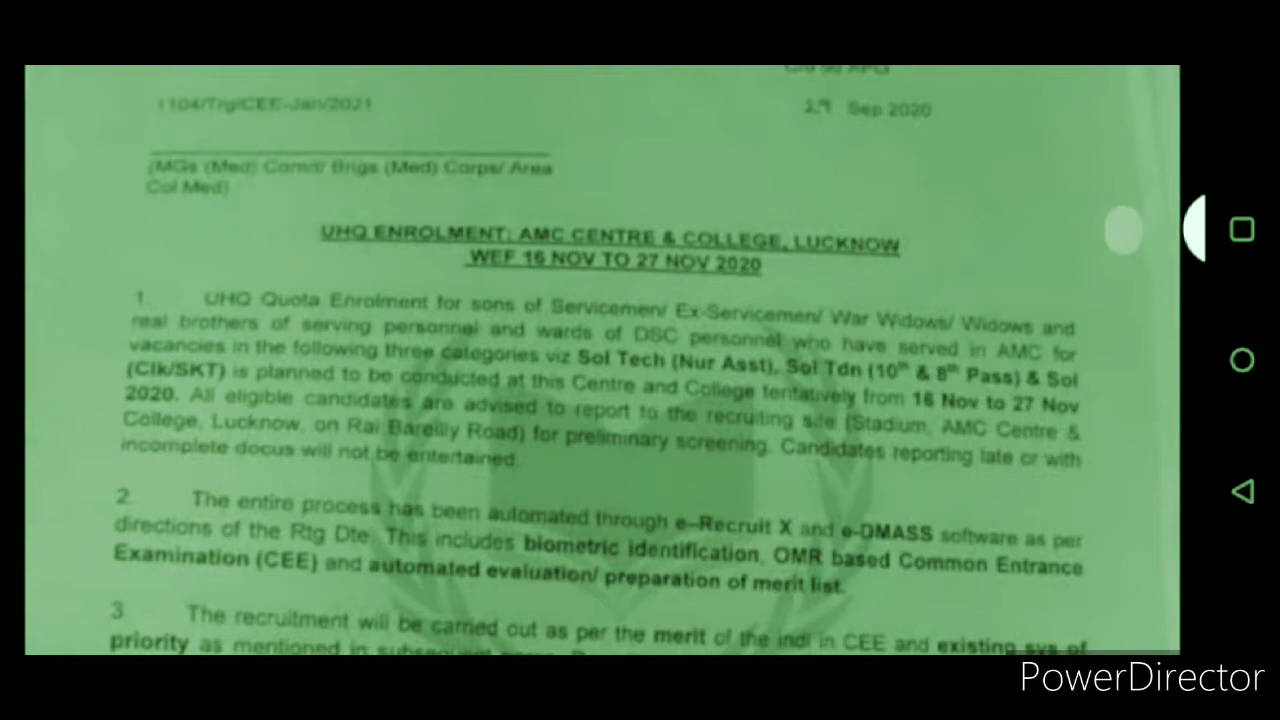 1104/Trg/CEE-Jan/2021
29 Sep 2020
(MGs (Med) Comd/ Brigs (Med) Corps/ Area
Col Med)
UHQ ENROLMENT: AMC CENTRE & COLLEGE, LUCKNOW
WEF 16 NOV TO 27 NOV 2020
1. UHQ Quota Enrolment for sons of Servicemen/ Ex-Servicemen/ War Widows/ Widows and
real brothers of serving personnel and wards of DSC personnel who have served in AMC for
vacancies in the following three categories viz Sol Tech (Nur Asst), Sol Tdn (10th & 8th Pass) & Sol
(Clk/SKT) is planned to be conducted at this Centre and College tentatively from 16 Nov to 27 Nov
2020. All eligible candidates are advised to report to the recruiting site (Stadium, AMC Centre &
College, Lucknow, on Rai Bareilly Road) for preliminary screening. Candidates reporting late or with
incomplete docus will not be entertained.
2. The entire process has been automated through e-Recruit X and e-DMASS software as per
directions of the Rtg Dte. This includes biometric identification, OMR based Common Entrance
Examination (CEE) and automated evaluation/ preparation of merit list.
3. The recruitment will be carried out as per the merit of the indl in CEE and existing sys of
priority as mentioned in subsequent
PowerDirector